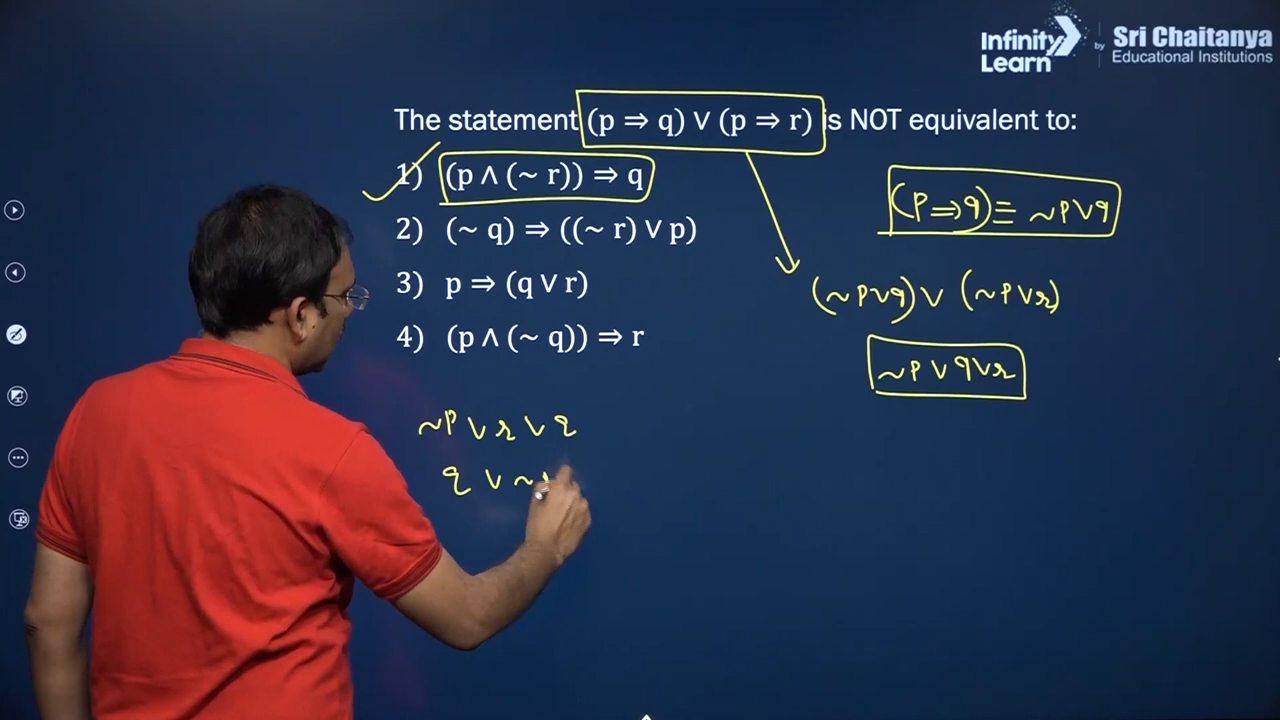 Infinity Learn by Sri Chaitanya Educational Institutions
The statement (p ⇒ q) ∨ (p ⇒ r) is NOT equivalent to:
1) (p ∧ (~ r)) ⇒ q
2) (~ q) ⇒ ((~ r) ∨ p)
3) p ⇒ (q ∨ r)
4) (p ∧ (~ q)) ⇒ r
(p ⇒ q) ≡ ~p∨q
(~p∨q) ∨ (~p∨r)
~p ∨ q∨r
~p ∨ r ∨ q
q ∨ ~